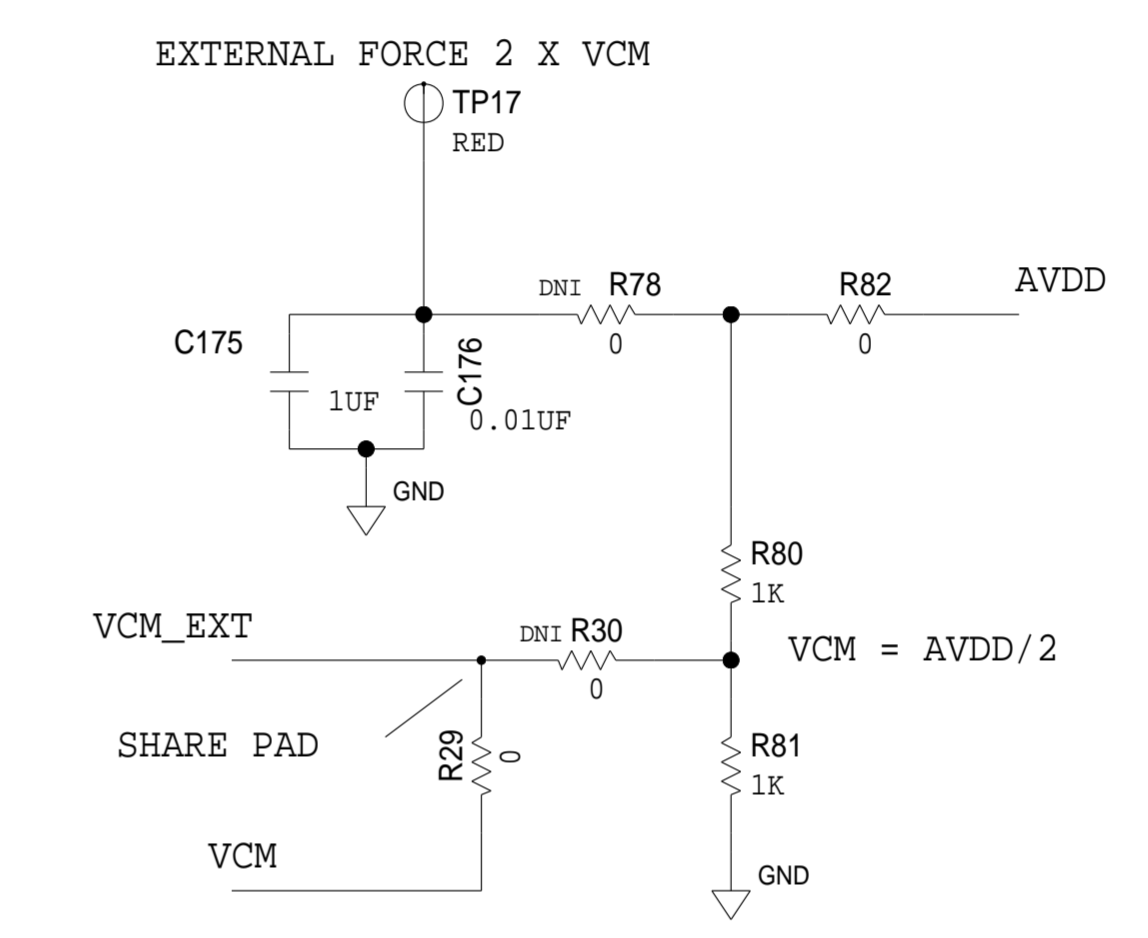 EXTERNAL FORCE 2 X VCM
TP17
RED
DNI R78
0
R82
0
AVDD
C175
1UF
C176
0.01UF
GND
R80
1K
VCM_EXT
DNI R30
0
VCM = AVDD/2
SHARE PAD
R29
0
R81
1K
VCM
GND